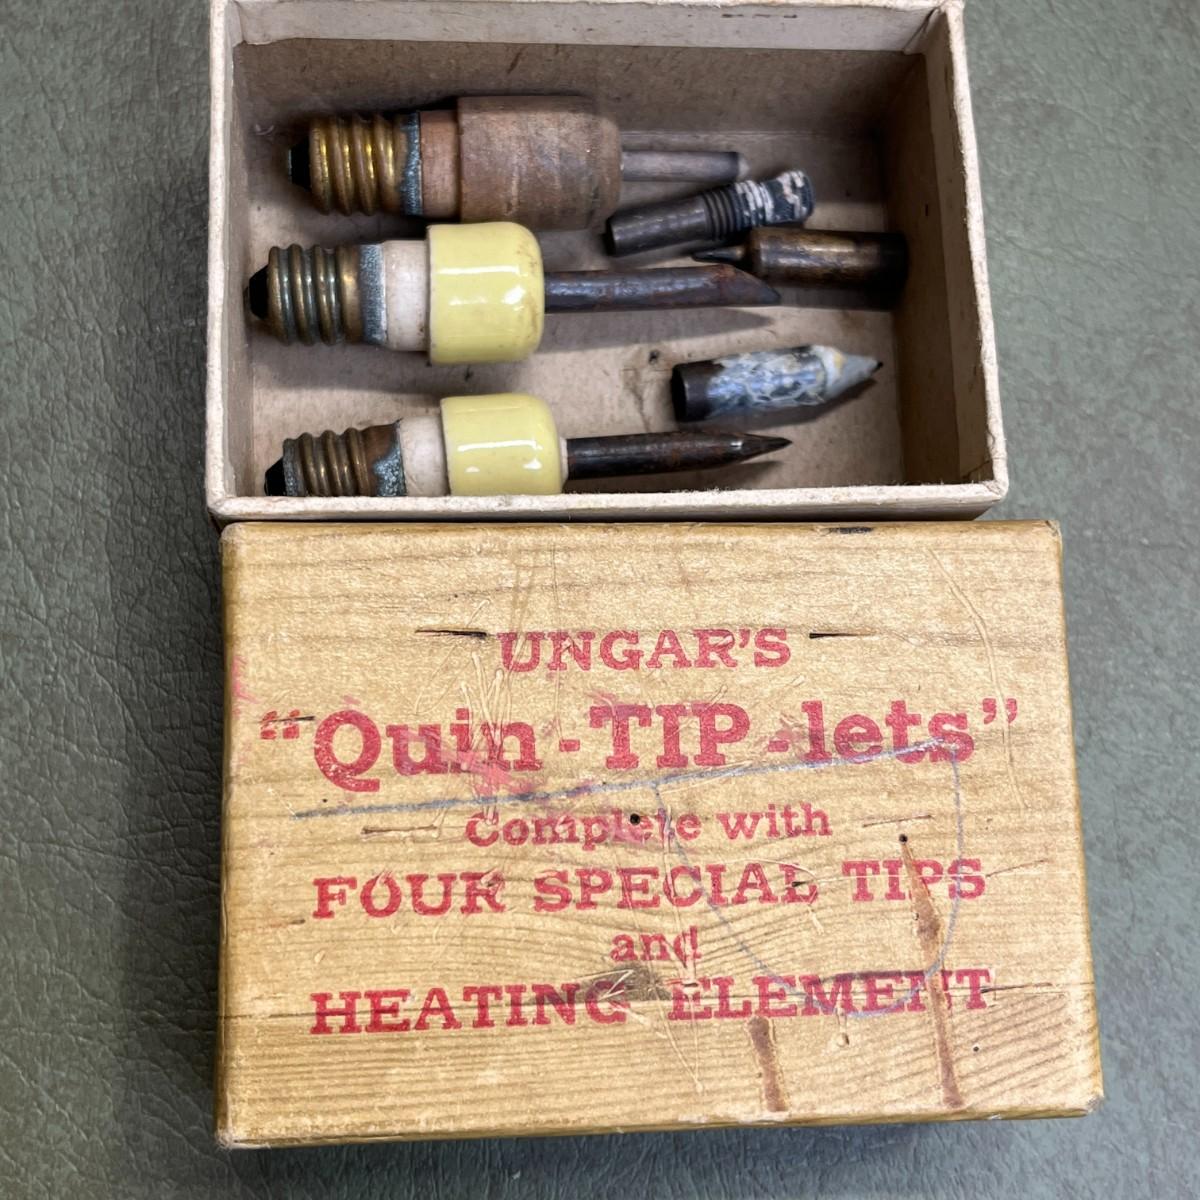 UNGAR'S
"Quin-TIP-lets"
Complete with
FOUR SPECIAL TIPS
and
HEATING ELEMENT